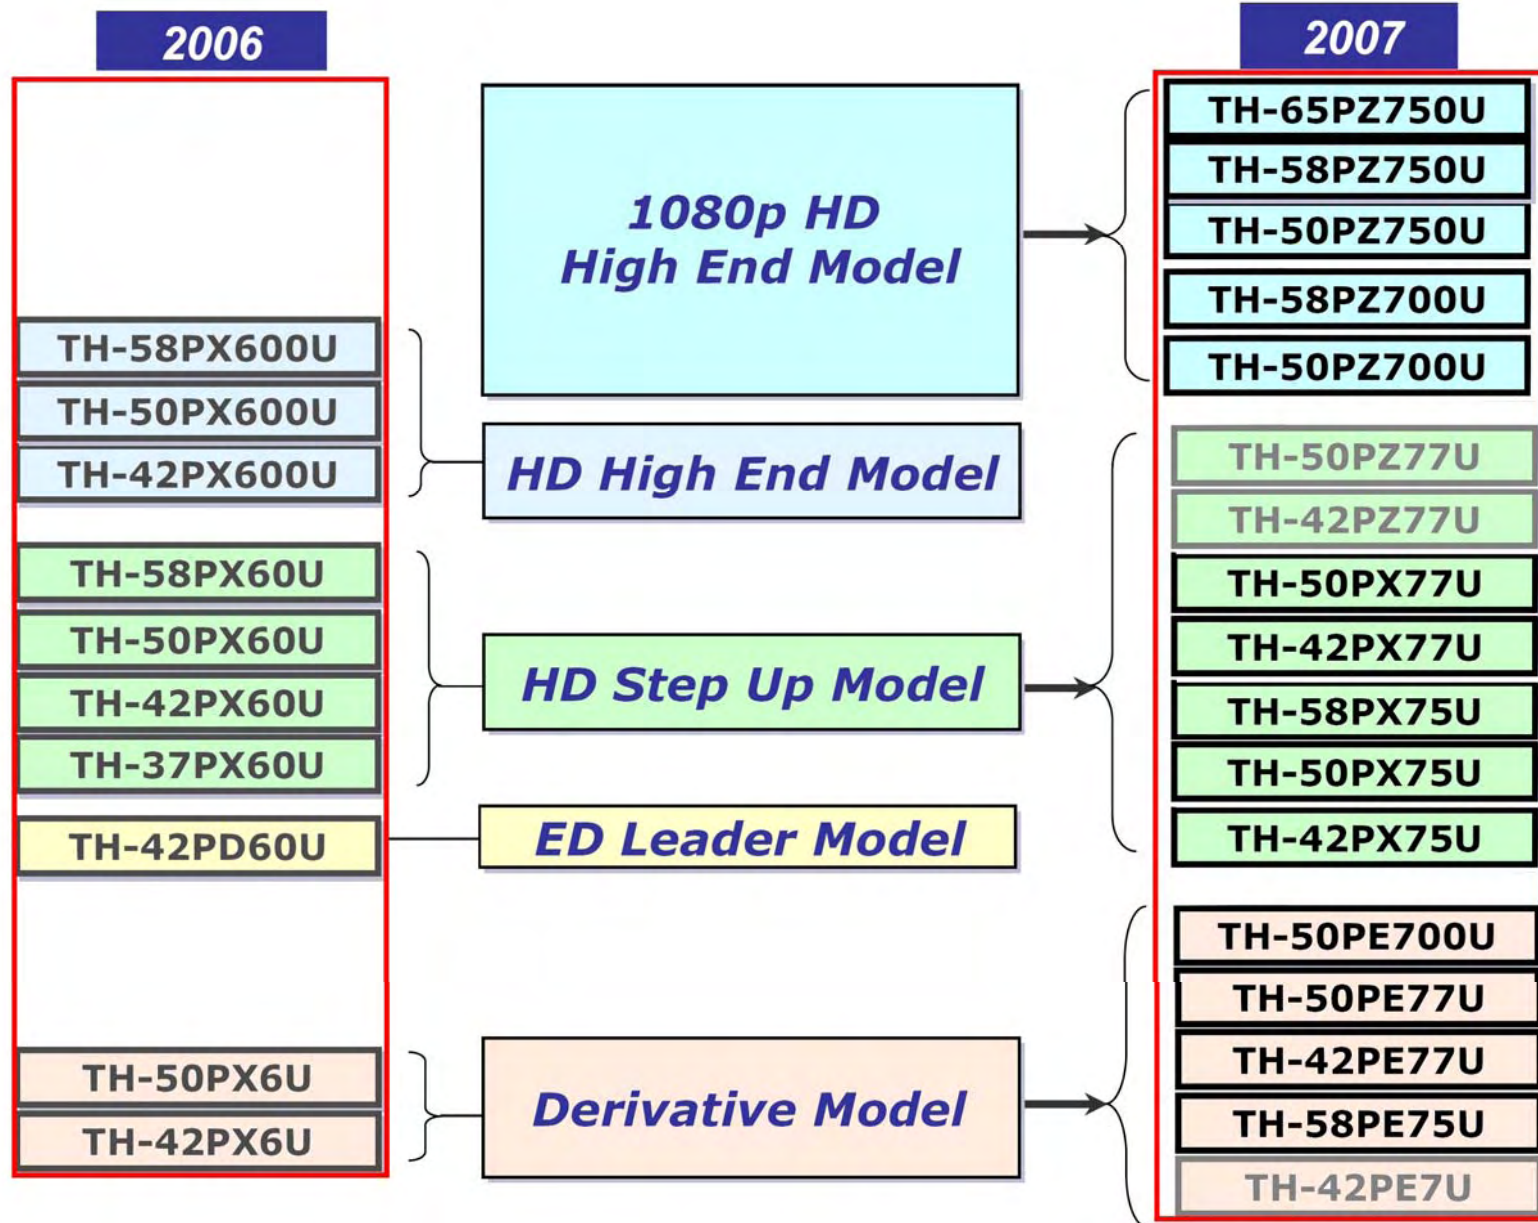 2006
TH-58PX600U
TH-50PX600U
TH-42PX600U
TH-58PX60U
TH-50PX60U
TH-42PX60U
TH-37PX60U
TH-42PD60U
TH-50PX6U
TH-42PX6U
1080p HD
High End Model
HD High End Model
HD Step Up Model
ED Leader Model
Derivative Model
2007
TH-65PZ750U
TH-58PZ750U
TH-50PZ750U
TH-58PZ700U
TH-50PZ700U
TH-50PZ77U
TH-42PZ77U
TH-50PX77U
TH-42PX77U
TH-58PX75U
TH-50PX75U
TH-42PX75U
TH-50PE700U
TH-50PE77U
TH-42PE77U
TH-58PE75U
TH-42PE7U